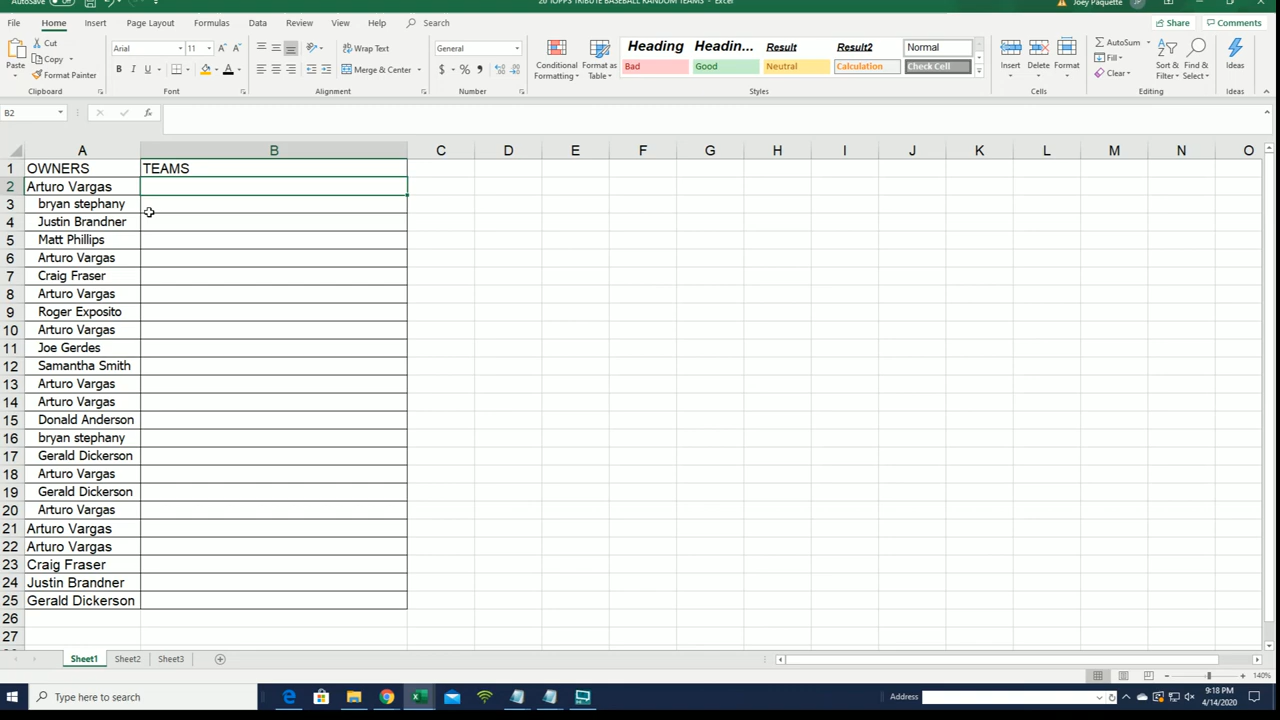 AutoSave
20 TOPPS TRIBUTE BASEBALL RANDOM TEAMS - Excel
Joey Paquette
JP
File Home Insert Page Layout Formulas Data Review View Help Search
Share Comments
Paste
Cut
Copy
Format Painter
Arial 11
B I U
Wrap Text
Merge & Center
General
$ % ,
Conditional Formatting
Format as Table
Heading Headin... Result Result2 Normal
Bad Good Neutral Calculation Check Cell
Insert Delete Format
AutoSum
Fill
Clear
Sort & Filter
Find & Select
Ideas
Clipboard Font Alignment Number Styles Cells Editing Ideas
B2 fx
A B C D E F G H I J K L M N O
1 OWNERS TEAMS
2 Arturo Vargas
3 bryan stephany
4 Justin Brandner
5 Matt Phillips
6 Arturo Vargas
7 Craig Fraser
8 Arturo Vargas
9 Roger Exposito
10 Arturo Vargas
11 Joe Gerdes
12 Samantha Smith
13 Arturo Vargas
14 Arturo Vargas
15 Donald Anderson
16 bryan stephany
17 Gerald Dickerson
18 Arturo Vargas
19 Gerald Dickerson
20 Arturo Vargas
21 Arturo Vargas
22 Arturo Vargas
23 Craig Fraser
24 Justin Brandner
25 Gerald Dickerson
26
27
Sheet1 Sheet2 Sheet3
140%
Type here to search
Address
9:18 PM
4/14/2020